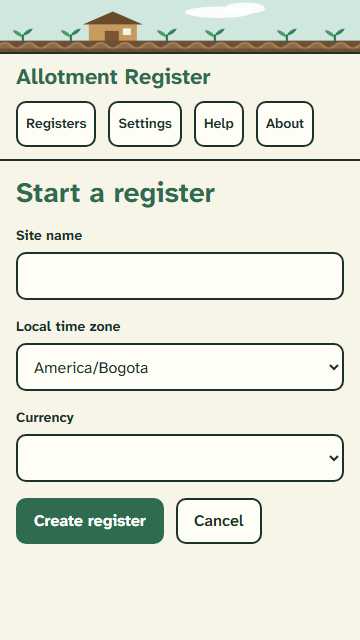 Allotment Register
Registers Settings Help About
Start a register
Site name
Local time zone
America/Bogota
Currency
Create register Cancel